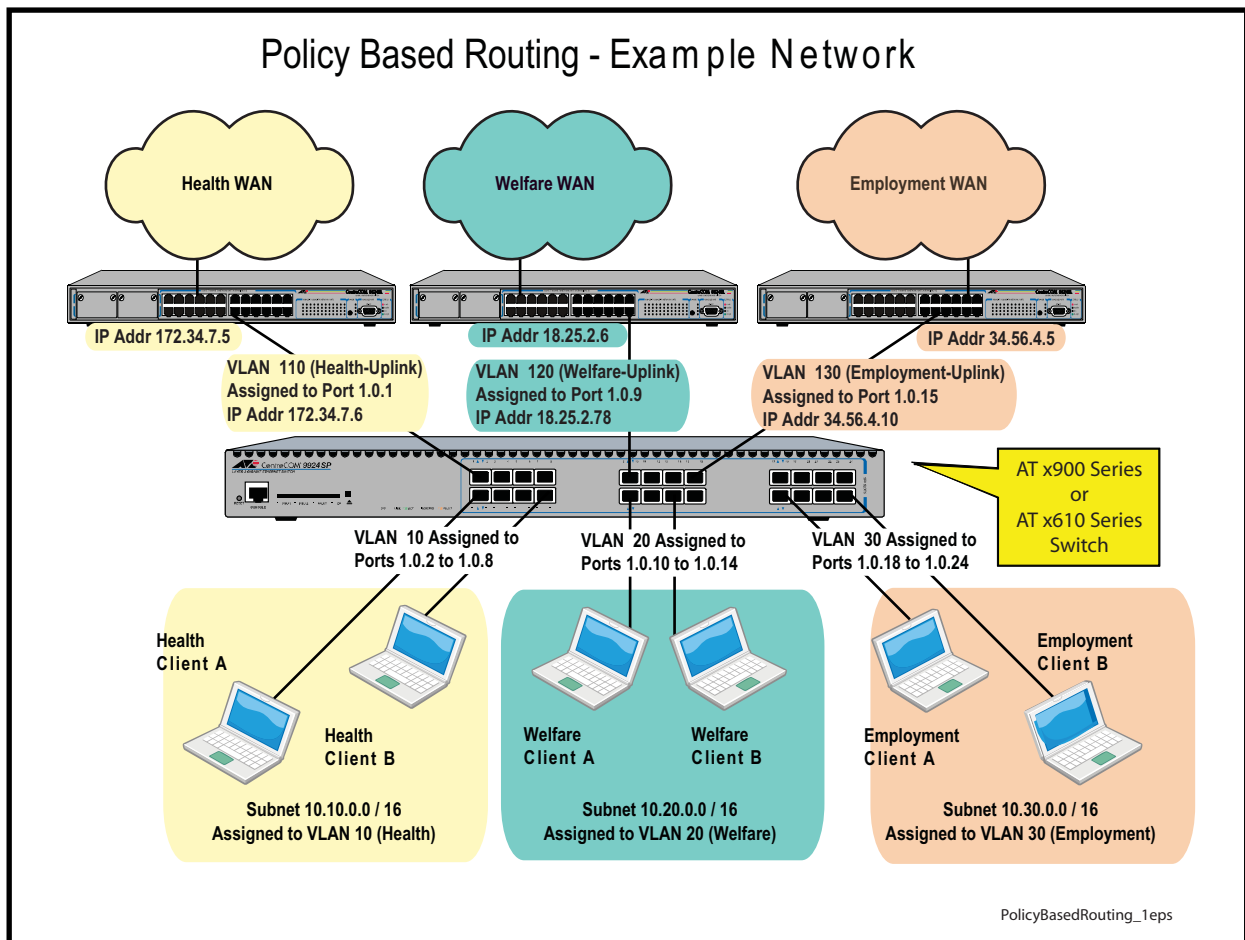 Policy Based Routing - Example Network
Health WAN
Welfare WAN
Employment WAN
IP Addr 172.34.7.5
IP Addr 18.25.2.6
IP Addr 34.56.4.5
VLAN 110 (Health-Uplink)
Assigned to Port 1.0.1
IP Addr 172.34.7.6
VLAN 120 (Welfare-Uplink)
Assigned to Port 1.0.9
IP Addr 18.25.2.78
VLAN 130 (Employment-Uplink)
Assigned to Port 1.0.15
IP Addr 34.56.4.10
CentreCOM 9924SP
AT x900 Series
or
AT x610 Series
Switch
VLAN 10 Assigned to
Ports 1.0.2 to 1.0.8
VLAN 20 Assigned to
Ports 1.0.10 to 1.0.14
VLAN 30 Assigned to
Ports 1.0.18 to 1.0.24
Health
Client A
Health
Client B
Welfare
Client A
Welfare
Client B
Employment
Client A
Employment
Client B
Subnet 10.10.0.0 / 16
Assigned to VLAN 10 (Health)
Subnet 10.20.0.0 / 16
Assigned to VLAN 20 (Welfare)
Subnet 10.30.0.0 / 16
Assigned to VLAN 30 (Employment)
PolicyBasedRouting_1eps